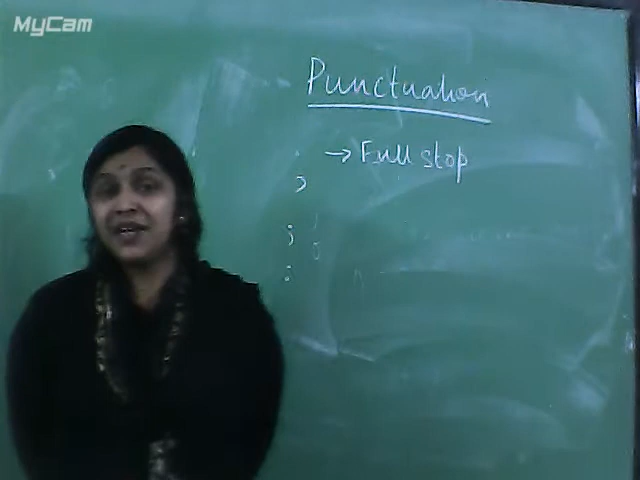 MyCam
Punctuation
. → Full stop
,
;
: